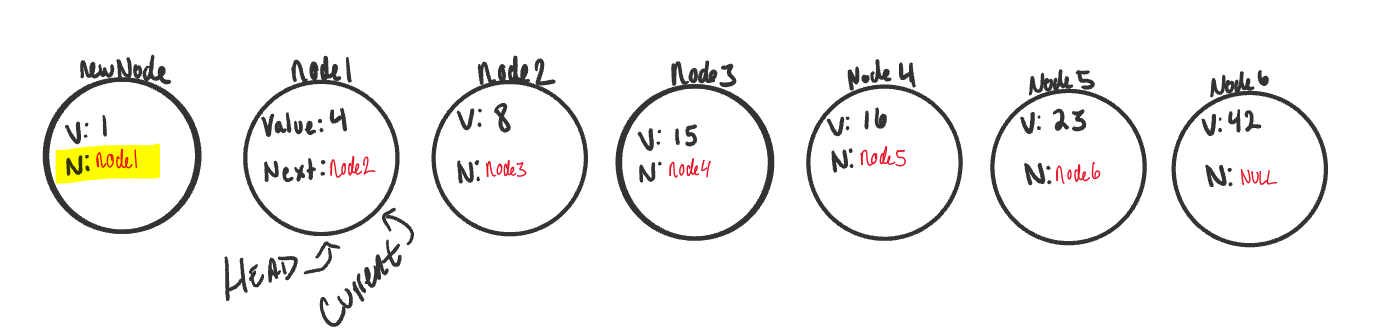 newNode
V: 1
N: node1
node1
Value: 4
Next: node2
node2
V: 8
N: node3
node3
V: 15
N: node4
Node 4
V: 16
N: node5
Node 5
V: 23
N: node6
Node 6
V: 42
N: NULL
HEAD
Current